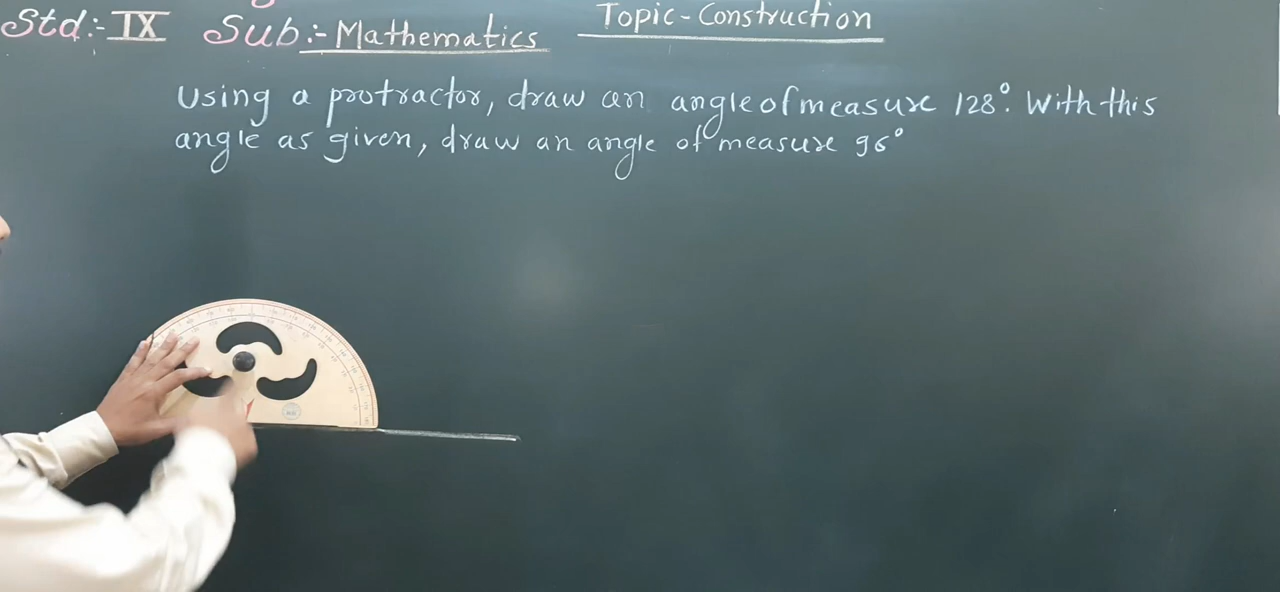 Std:- IX Sub:- Mathematics Topic - Construction
Using a protractor, draw an angle of measure 128°. With this
angle as given, draw an angle of measure 96°